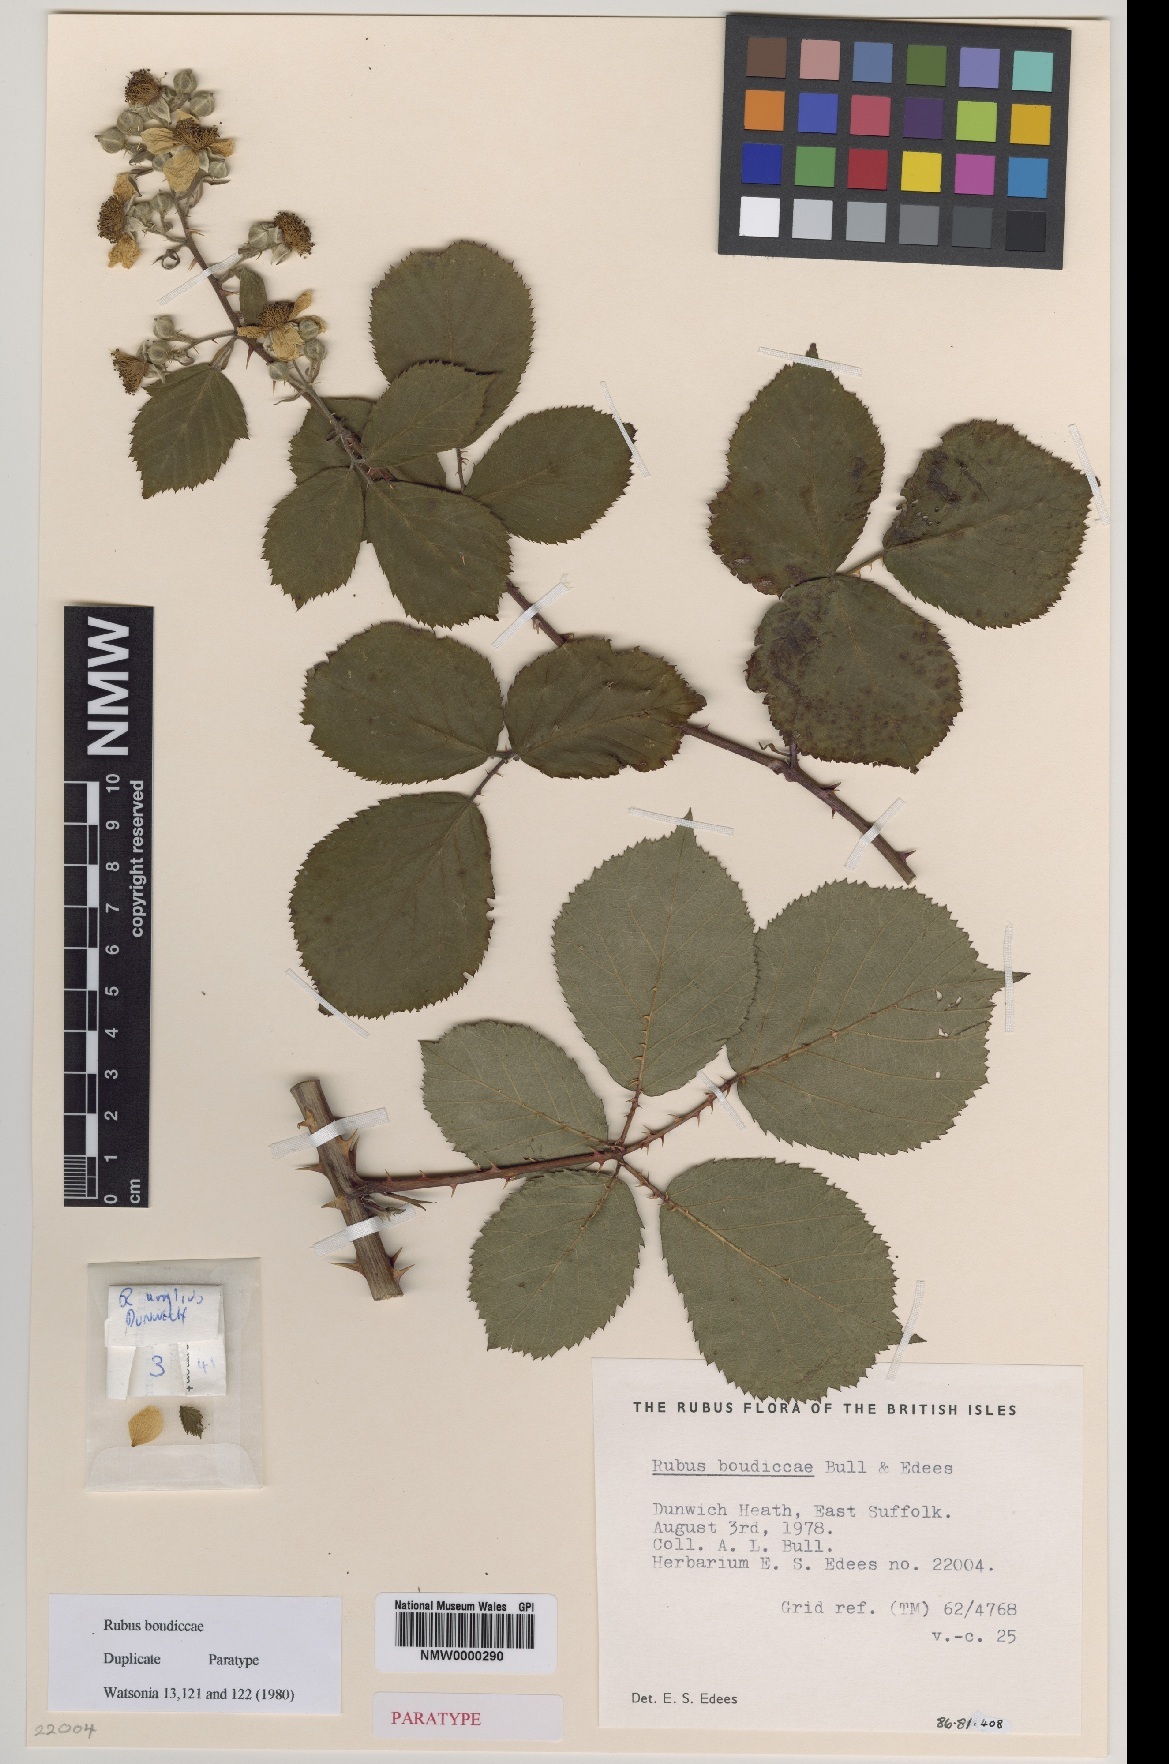 NMW
10
9
8
7
6
5
4
3
2
1
0
cm
copyright reserved
DUNWICH
3
41
THE RUBUS FLORA OF THE BRITISH ISLES
Rubus boudiccae Bull & Edees
Dunwich Heath, East Suffolk.
August 3rd, 1978.
Coll. A. L. Bull.
Herbarium E. S. Edees no. 22004.
Grid ref. (TM) 62/4768
v.-c. 25
Det. E. S. Edees
86.81.408
National Museum Wales GPI
NMW0000290
PARATYPE
Rubus boudiccae
Duplicate Paratype
Watsonia 13,121 and 122 (1980)
22004